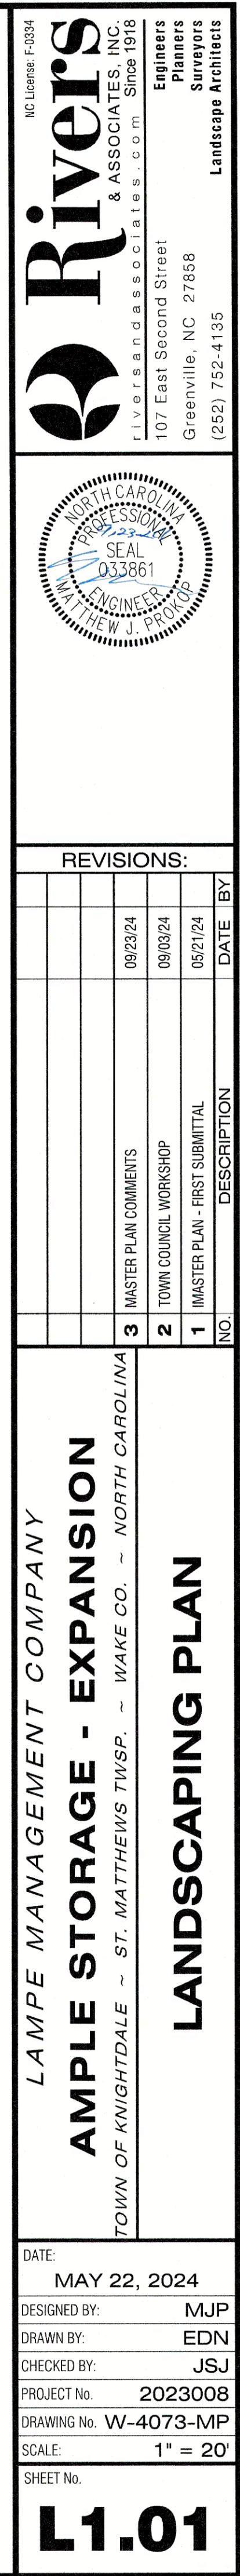 NC License: F-0334
Rivers
& ASSOCIATES, INC.
Since 1918
riversandassociates.com
107 East Second Street
Greenville, NC 27858
(252) 752-4135
Engineers
Planners
Surveyors
Landscape Architects
NORTH CAROLINA
PROFESSIONAL
SEAL
033861
ENGINEER
MATTHEW J. PROKOP
REVISIONS:
3 MASTER PLAN COMMENTS 09/23/24
2 TOWN COUNCIL WORKSHOP 09/03/24
1 IMASTER PLAN - FIRST SUBMITTAL 05/21/24
NO. DESCRIPTION DATE BY
LAMPE MANAGEMENT COMPANY
AMPLE STORAGE - EXPANSION
TOWN OF KNIGHTDALE ~ ST. MATTHEWS TWSP. ~ WAKE CO. ~ NORTH CAROLINA
LANDSCAPING PLAN
DATE:
MAY 22, 2024
DESIGNED BY: MJP
DRAWN BY: EDN
CHECKED BY: JSJ
PROJECT No. 2023008
DRAWING No. W-4073-MP
SCALE: 1" = 20'
SHEET No.
L1.01